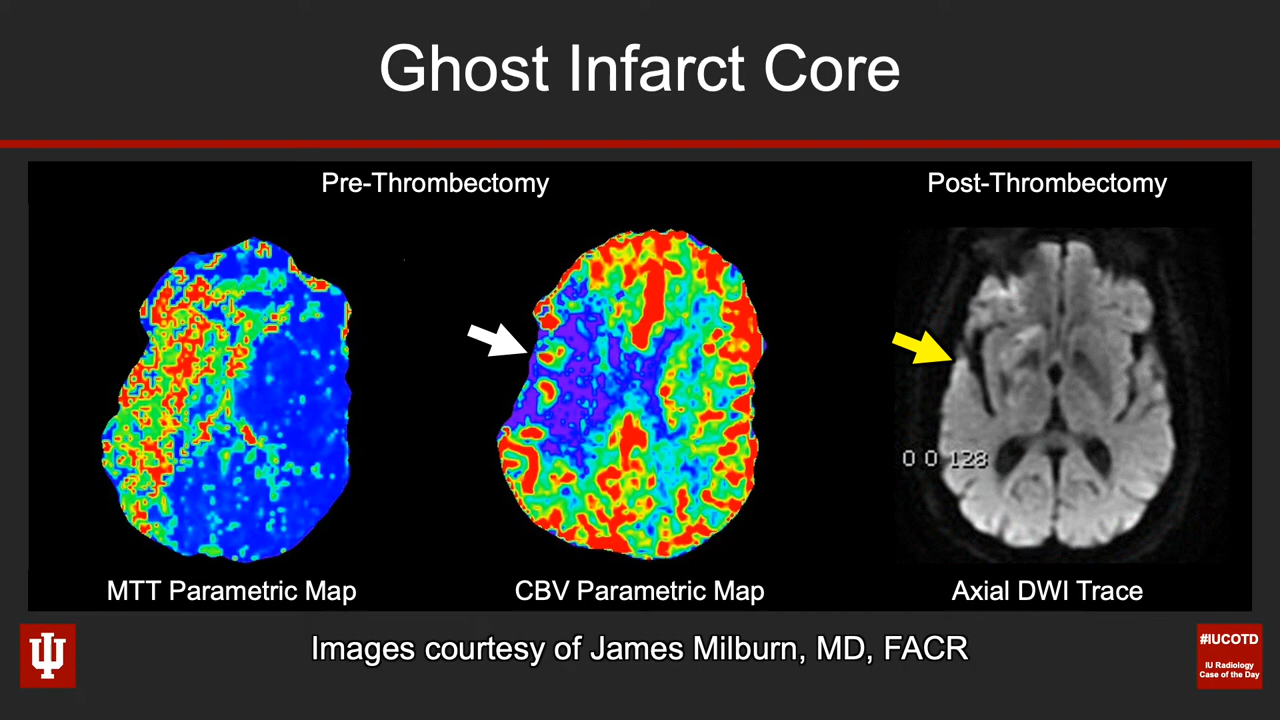 Ghost Infarct Core
Pre-Thrombectomy
Post-Thrombectomy
0 0 128
MTT Parametric Map
CBV Parametric Map
Axial DWI Trace
Images courtesy of James Milburn, MD, FACR
#IUCOTD
IU Radiology
Case of the Day